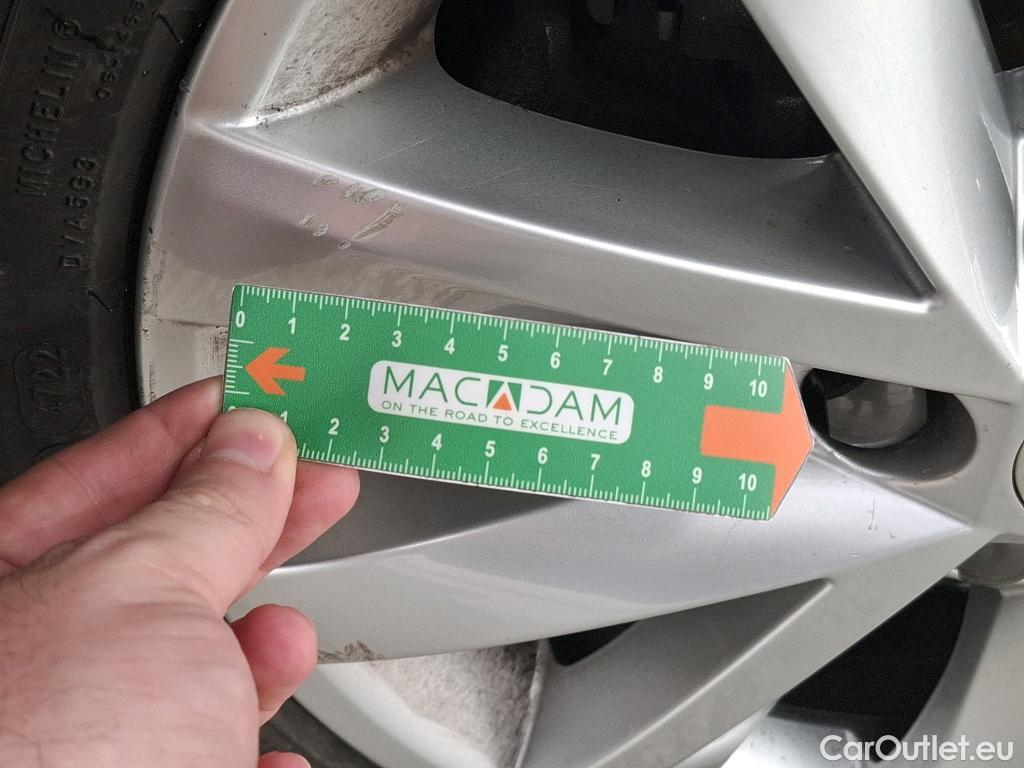 MICHELIN®
D7A593
0 1 2 3 4 5 6 7 8 9 10
MACADAM
ON THE ROAD TO EXCELLENCE
1 2 3 4 5 6 7 8 9 10
CarOutlet.eu